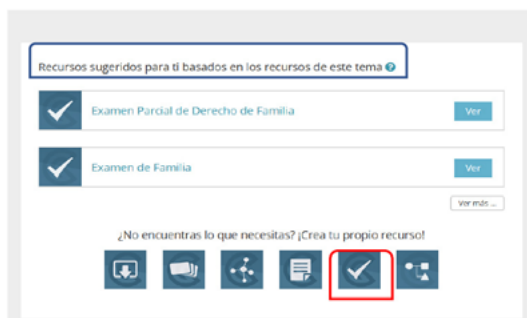 Recursos sugeridos para ti basados en los recursos de este tema
Examen Parcial de Derecho de Familia
Ver
Examen de Familia
Ver
Ver más ...
¿No encuentras lo que necesitas? ¡Crea tu propio recurso!